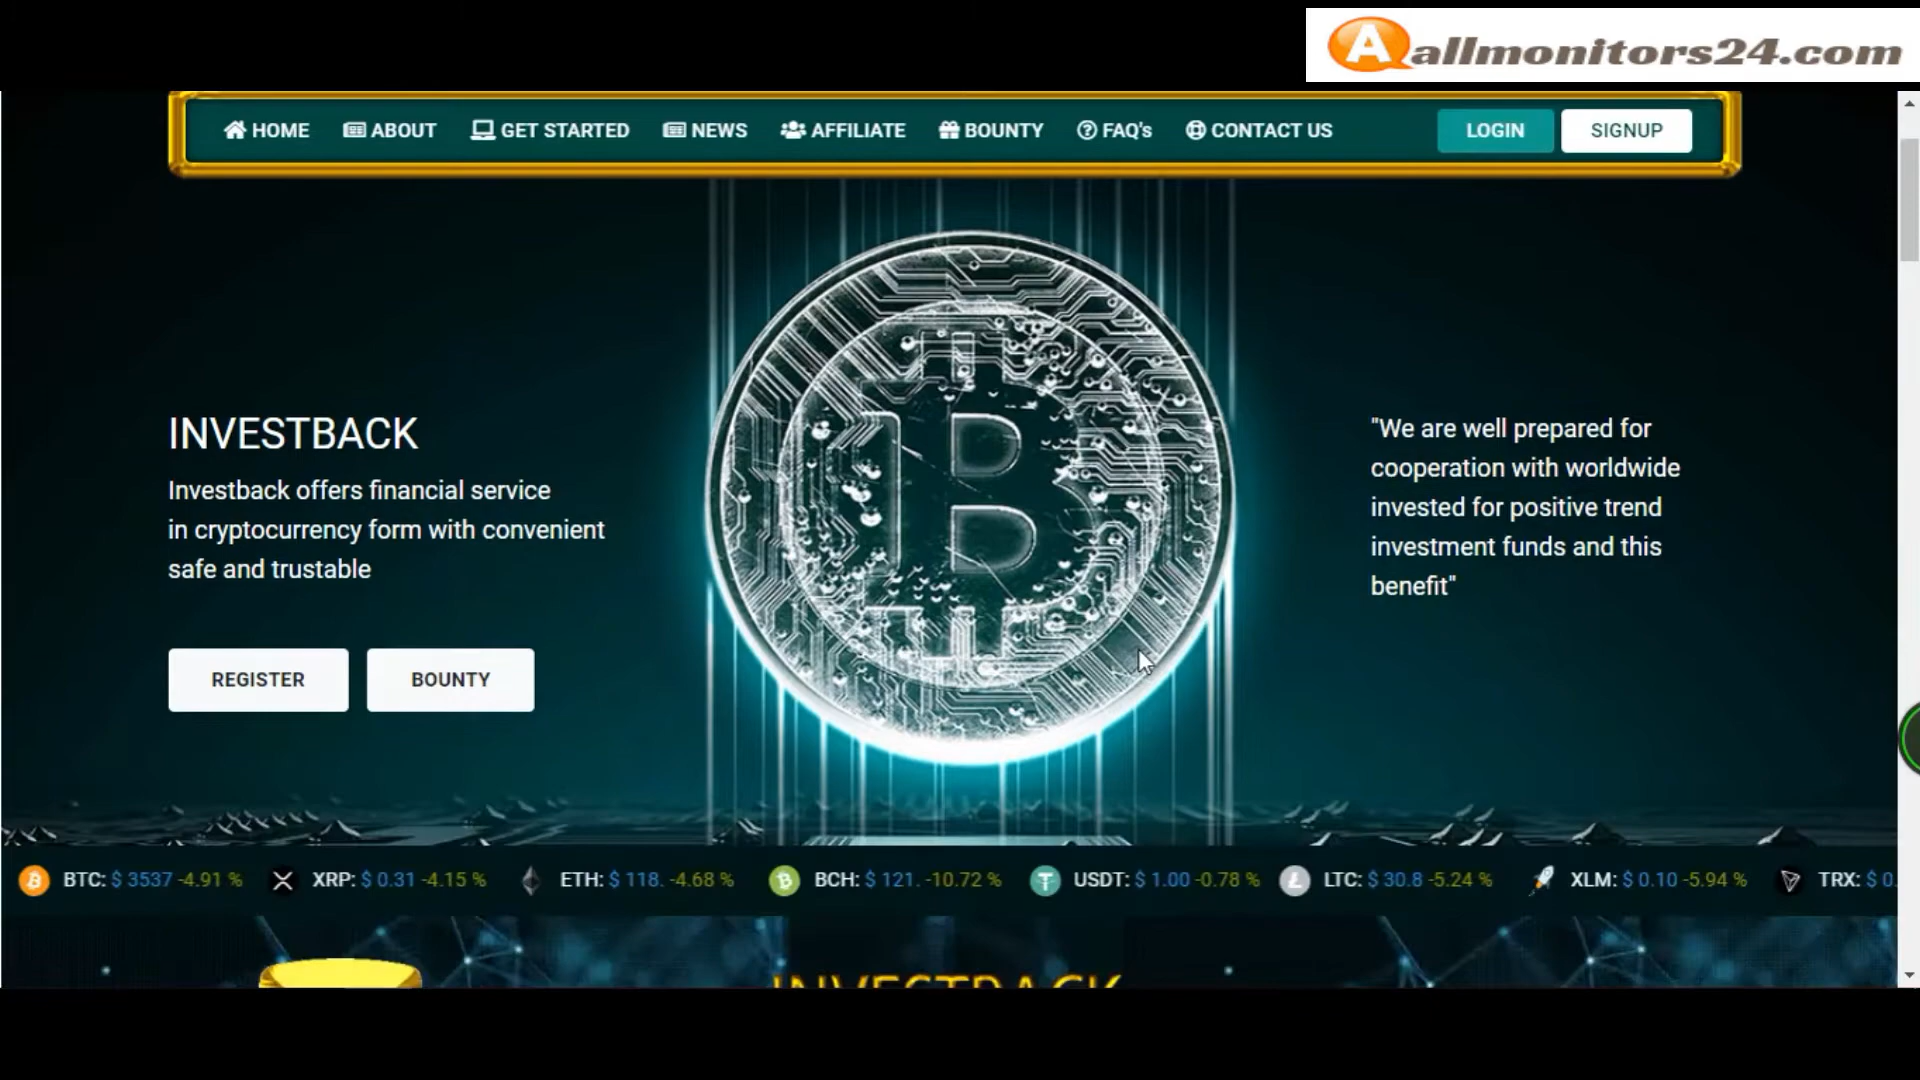 allmonitors24.com
HOME ABOUT GET STARTED NEWS AFFILIATE BOUNTY FAQ's CONTACT US LOGIN SIGNUP
INVESTBACK
Investback offers financial service
in cryptocurrency form with convenient
safe and trustable
REGISTER BOUNTY
"We are well prepared for
cooperation with worldwide
invested for positive trend
investment funds and this
benefit"
BTC: $ 3537 -4.91 % XRP: $ 0.31 -4.15 % ETH: $ 118. -4.68 % BCH: $ 121. -10.72 % USDT: $ 1.00 -0.78 % LTC: $ 30.8 -5.24 % XLM: $ 0.10 -5.94 % TRX: $ 0.
INVESTBACK